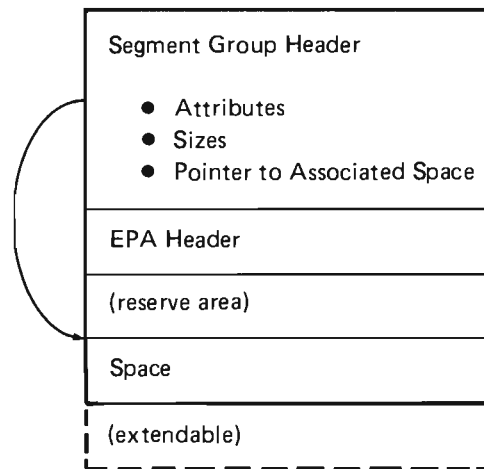 Segment Group Header
● Attributes
● Sizes
● Pointer to Associated Space
EPA Header
(reserve area)
Space
(extendable)